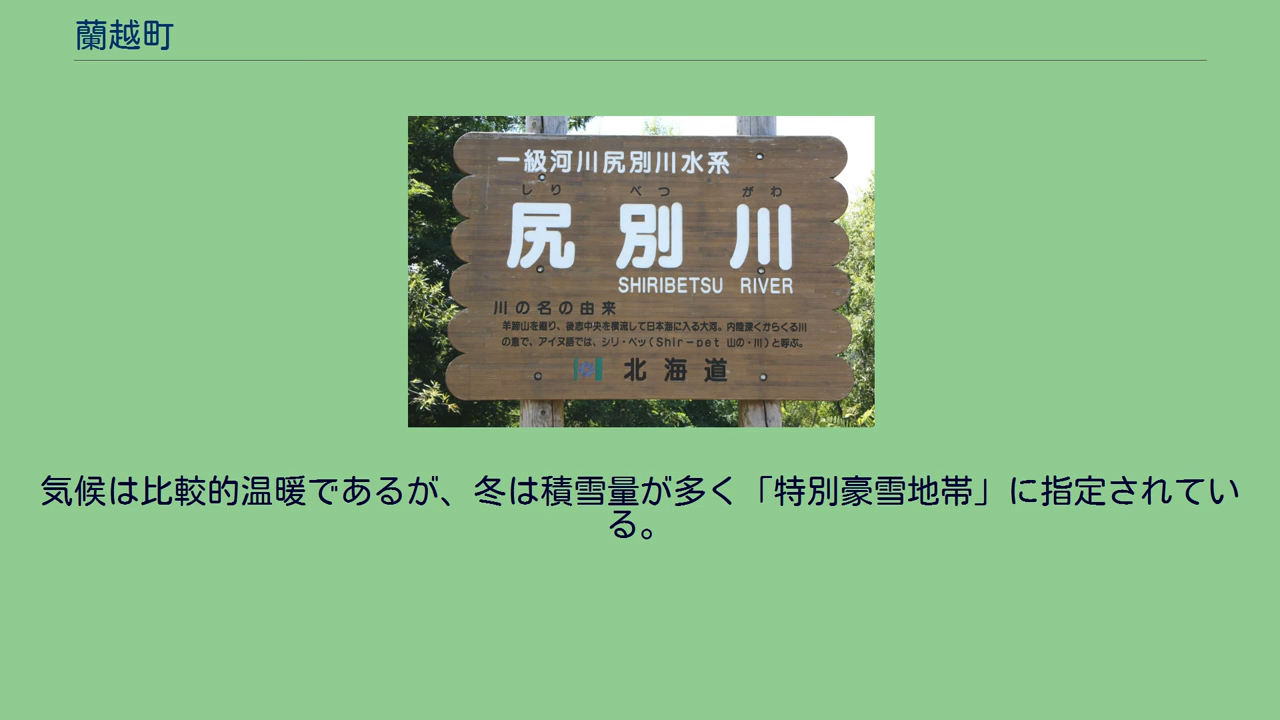 蘭越町
一級河川尻別川水系
しり べつ がわ
尻別川
SHIRIBETSU RIVER
川の名の由来
羊蹄山を廻り、後志中央を横流して日本海に入る大河。内陸深くからくる川
の意で、アイヌ語では、シリ・ペッ(Shir-pet 山の・川)と呼ぶ。
北海道
気候は比較的温暖であるが、冬は積雪量が多く「特別豪雪地帯」に指定されてい
る。